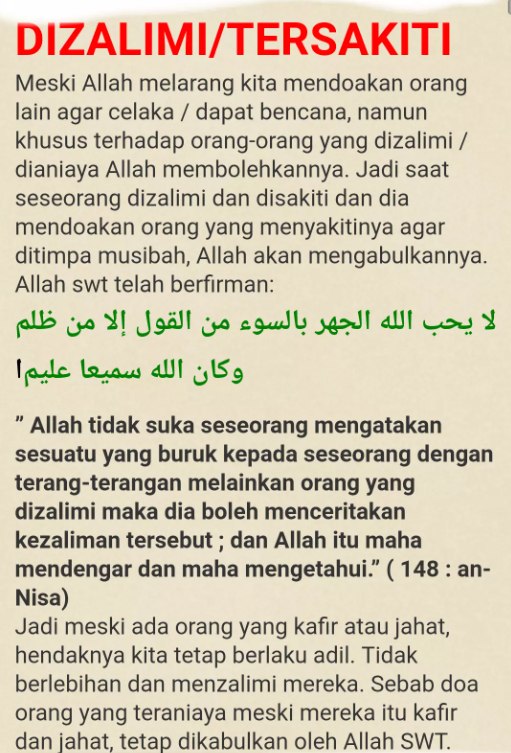 DIZALIMI/TERSAKITI
Meski Allah melarang kita mendoakan orang
lain agar celaka / dapat bencana, namun
khusus terhadap orang-orang yang dizalimi /
dianiaya Allah membolehkannya. Jadi saat
seseorang dizalimi dan disakiti dan dia
mendoakan orang yang menyakitinya agar
ditimpa musibah, Allah akan mengabulkannya.
Allah swt telah berfirman:
لا يحب الله الجهر بالسوء من القول إلا من ظلم
وكان الله سميعا عليما
” Allah tidak suka seseorang mengatakan
sesuatu yang buruk kepada seseorang dengan
terang-terangan melainkan orang yang
dizalimi maka dia boleh menceritakan
kezaliman tersebut ; dan Allah itu maha
mendengar dan maha mengetahui.” ( 148 : an-
Nisa)
Jadi meski ada orang yang kafir atau jahat,
hendaknya kita tetap berlaku adil. Tidak
berlebihan dan menzalimi mereka. Sebab doa
orang yang teraniaya meski mereka itu kafir
dan jahat, tetap dikabulkan oleh Allah SWT.